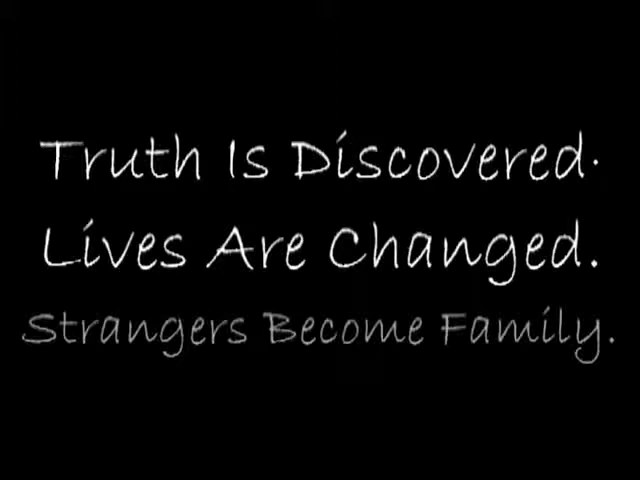 Truth Is Discovered.
Lives Are Changed.
Strangers Become Family.